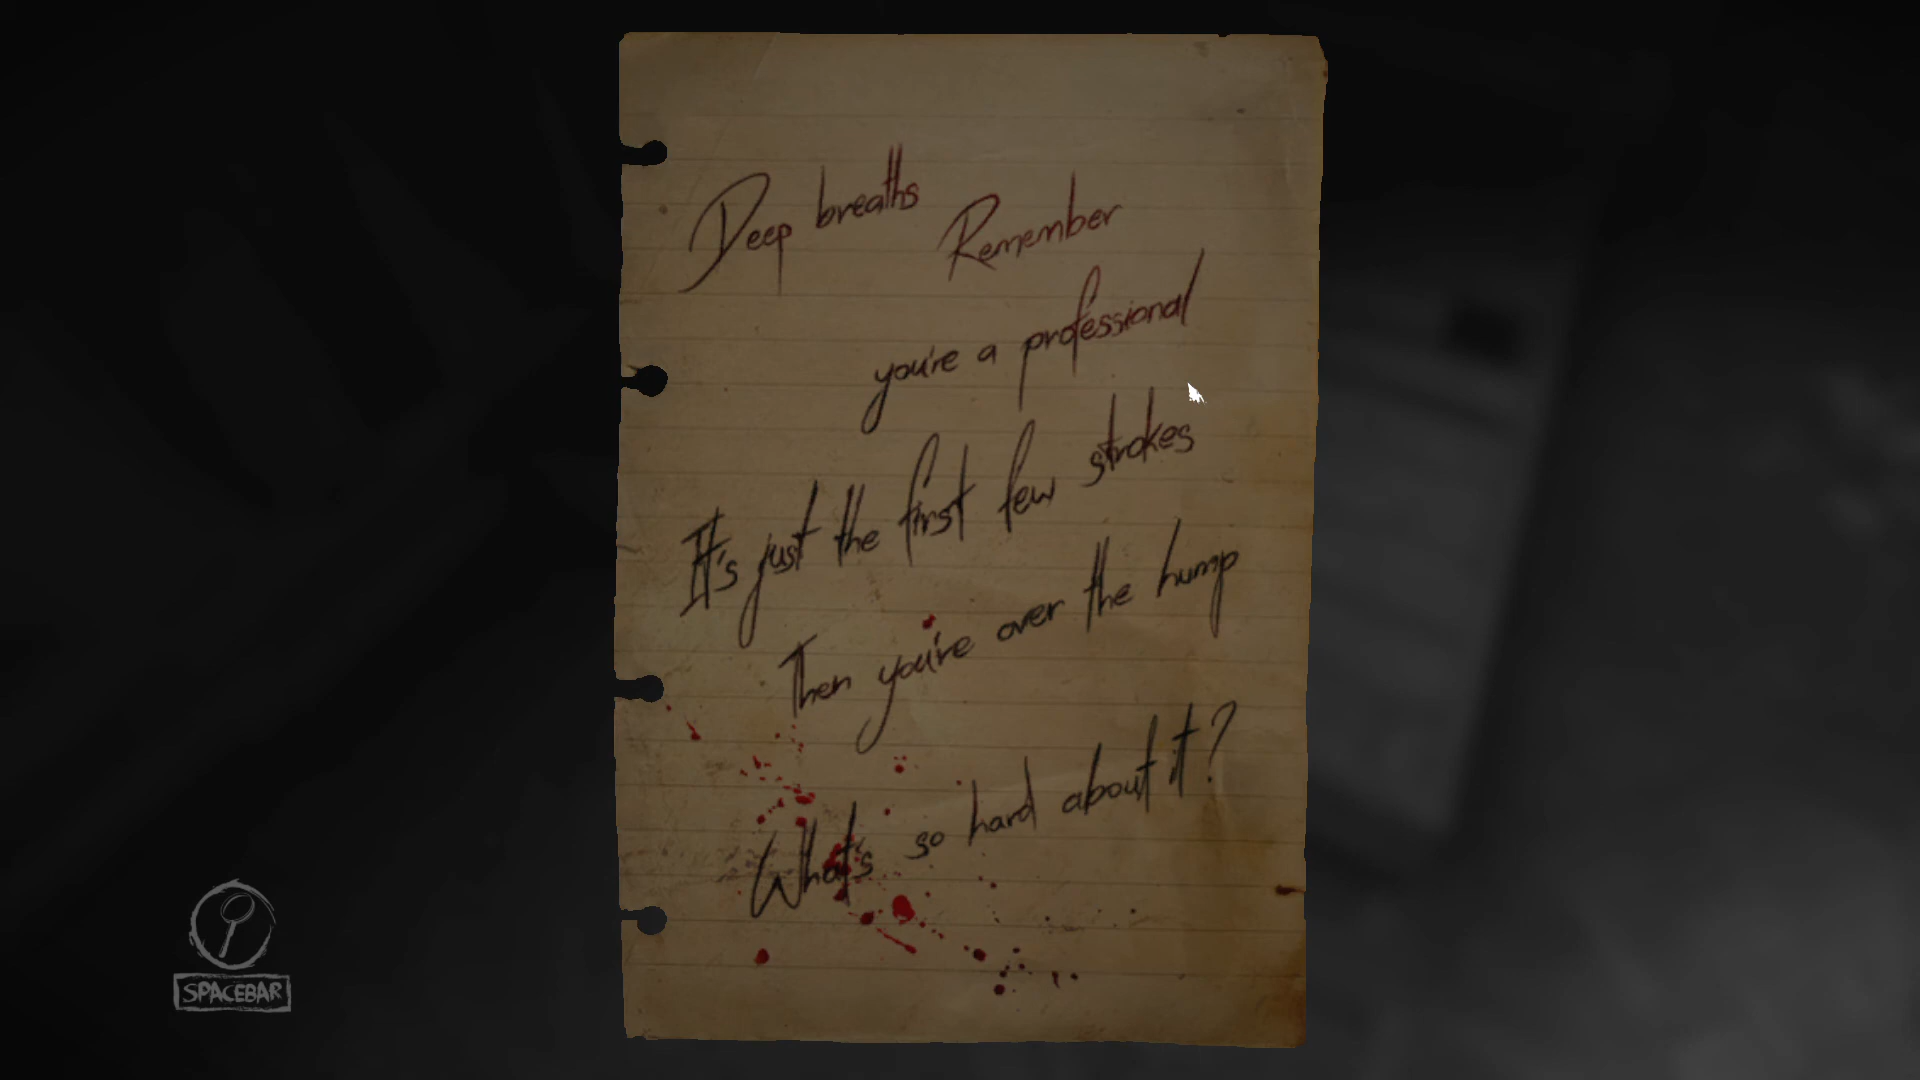 Deep breaths
Remember
you're a professional
It's just the first few strokes
Then you're over the hump
What's so hard about it?
SPACEBAR